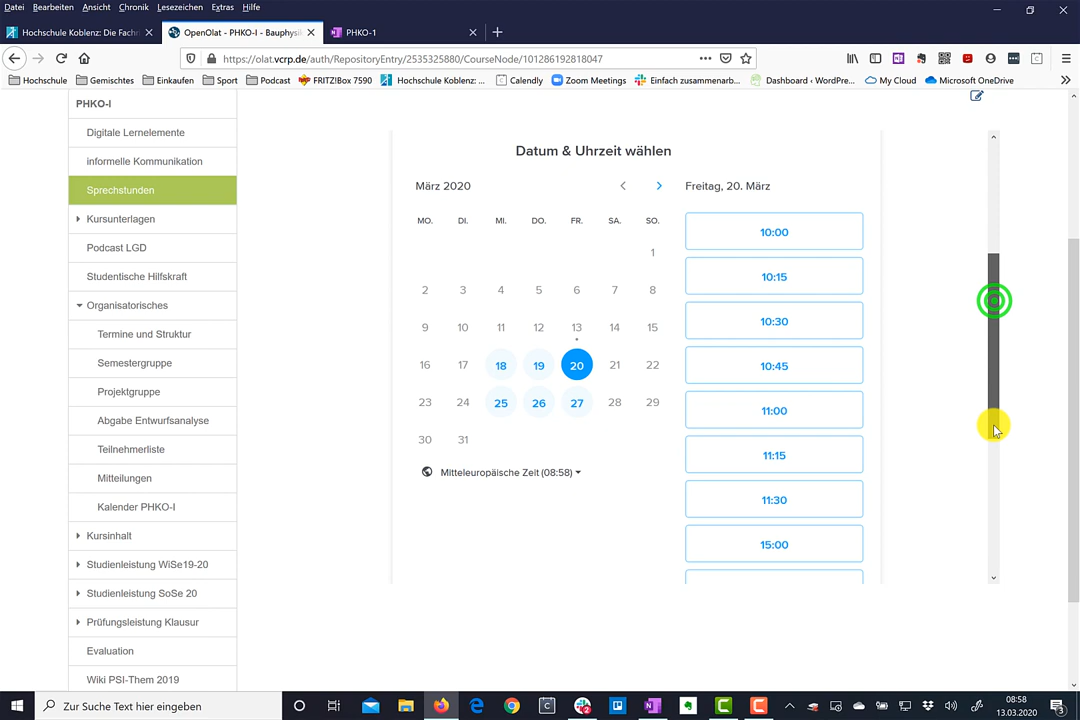 Datei Bearbeiten Ansicht Chronik Lesezeichen Extras Hilfe
Hochschule Koblenz: Die Fachn
OpenOlat - PHKO-I - Bauphysik
PHKO-1
https://olat.vcrp.de/auth/RepositoryEntry/2535325880/CourseNode/101286192818047
Hochschule Gemischtes Einkaufen Sport Podcast FRITZ!Box 7590 Hochschule Koblenz: ... Calendly Zoom Meetings Einfach zusammenarb... Dashboard ‹ WordPre... My Cloud Microsoft OneDrive
PHKO-I
Digitale Lernelemente
informelle Kommunikation
Sprechstunden
Kursunterlagen
Podcast LGD
Studentische Hilfskraft
Organisatorisches
Termine und Struktur
Semestergruppe
Projektgruppe
Abgabe Entwurfsanalyse
Teilnehmerliste
Mitteilungen
Kalender PHKO-I
Kursinhalt
Studienleistung WiSe19-20
Studienleistung SoSe 20
Prüfungsleistung Klausur
Evaluation
Wiki PSI-Them 2019
Datum & Uhrzeit wählen
März 2020
MO. DI. MI. DO. FR. SA. SO.
1
2 3 4 5 6 7 8
9 10 11 12 13 14 15
16 17 18 19 20 21 22
23 24 25 26 27 28 29
30 31
Mitteleuropäische Zeit (08:58)
Freitag, 20. März
10:00
10:15
10:30
10:45
11:00
11:15
11:30
15:00
Zur Suche Text hier eingeben
08:58
13.03.2020
3